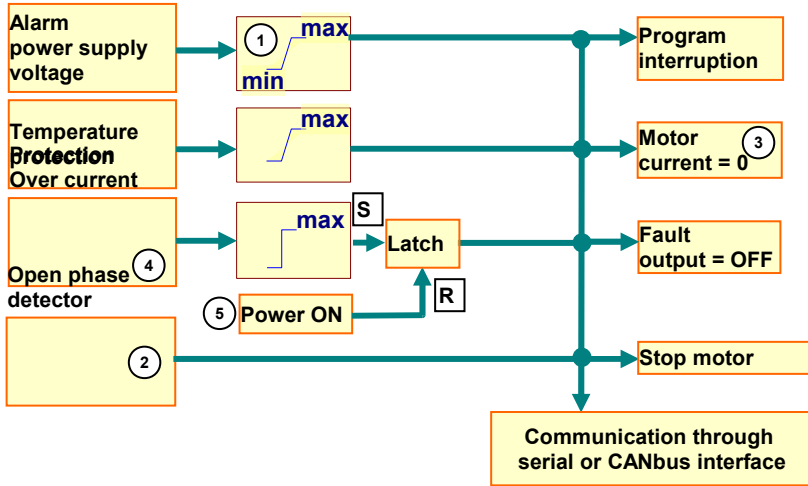 Alarm
power supply
voltage
1
max
min
Program
interruption
Temperature
protection
Protection
Over current
max
Motor
current = 0
3
4
max
S
Latch
Fault
output = OFF
Open phase
detector
5
Power ON
R
2
Stop motor
Communication through
serial or CANbus interface